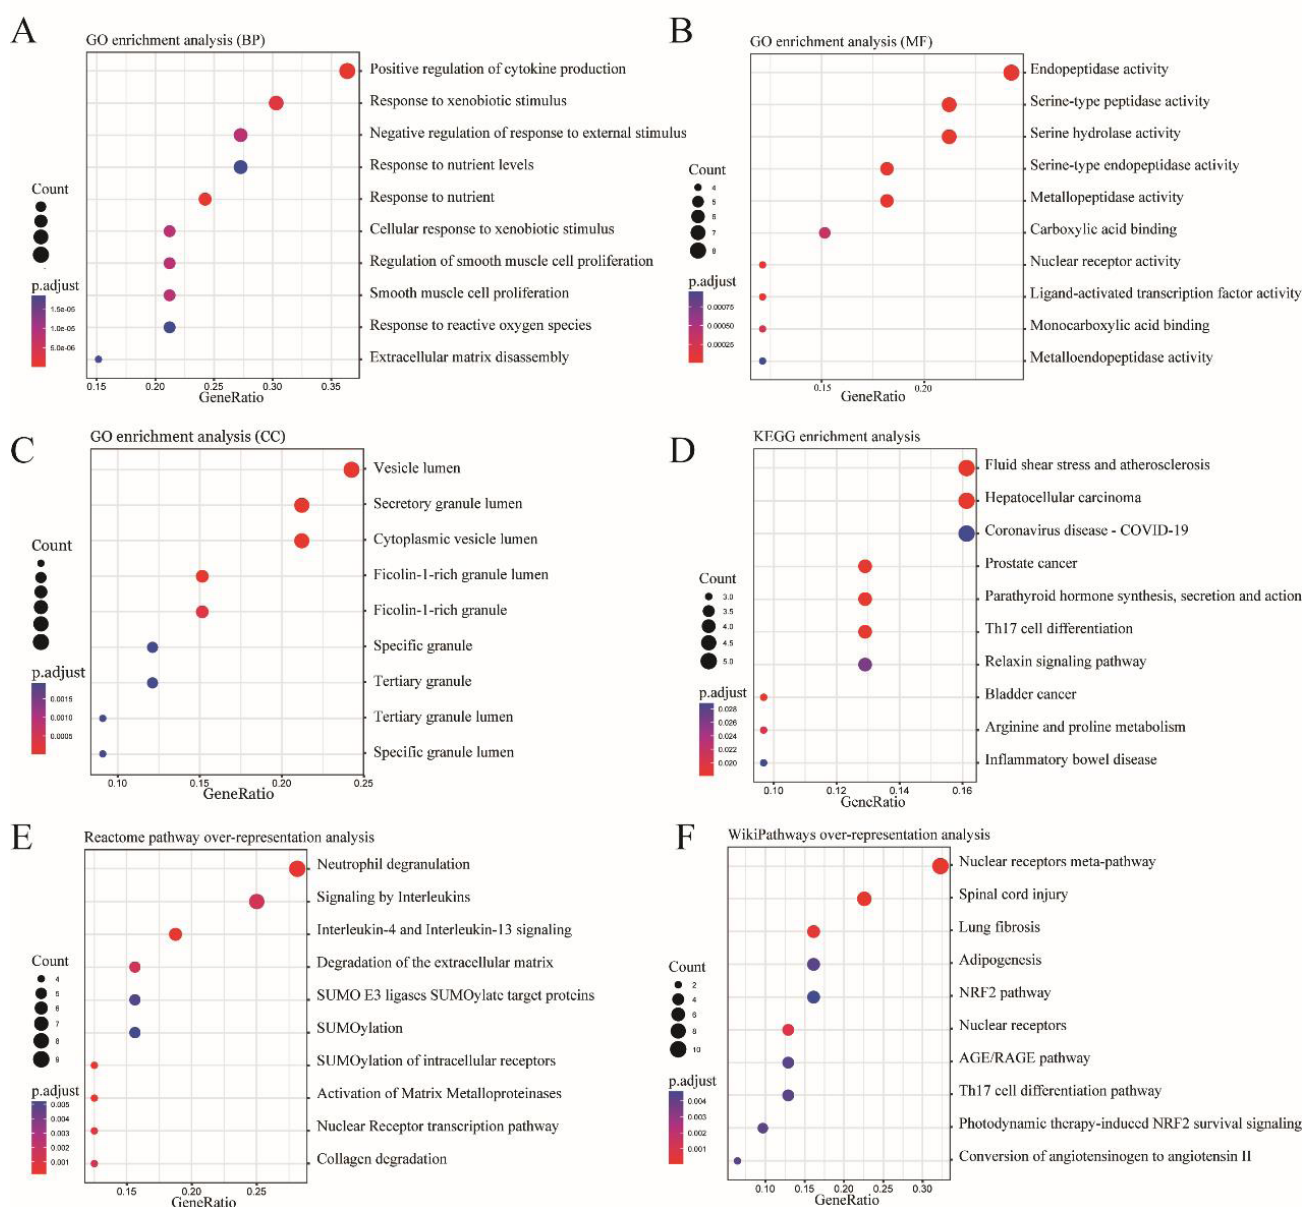 A
GO enrichment analysis (BP)
Positive regulation of cytokine production
Response to xenobiotic stimulus
Negative regulation of response to external stimulus
Response to nutrient levels
Response to nutrient
Cellular response to xenobiotic stimulus
Regulation of smooth muscle cell proliferation
Smooth muscle cell proliferation
Response to reactive oxygen species
Extracellular matrix disassembly
Count
p.adjust
1.5e-05
1.0e-05
5.0e-06
0.15 0.20 0.25 0.30 0.35
GeneRatio
B
GO enrichment analysis (MF)
Endopeptidase activity
Serine-type peptidase activity
Serine hydrolase activity
Serine-type endopeptidase activity
Metallopeptidase activity
Carboxylic acid binding
Nuclear receptor activity
Ligand-activated transcription factor activity
Monocarboxylic acid binding
Metalloendopeptidase activity
Count
4
5
6
7
8
p.adjust
0.00075
0.00050
0.00025
0.15 0.20
GeneRatio
C
GO enrichment analysis (CC)
Vesicle lumen
Secretory granule lumen
Cytoplasmic vesicle lumen
Ficolin-1-rich granule lumen
Ficolin-1-rich granule
Specific granule
Tertiary granule
Tertiary granule lumen
Specific granule lumen
Count
p.adjust
0.0015
0.0010
0.0005
0.10 0.15 0.20 0.25
GeneRatio
D
KEGG enrichment analysis
Fluid shear stress and atherosclerosis
Hepatocellular carcinoma
Coronavirus disease - COVID-19
Prostate cancer
Parathyroid hormone synthesis, secretion and action
Th17 cell differentiation
Relaxin signaling pathway
Bladder cancer
Arginine and proline metabolism
Inflammatory bowel disease
Count
3.0
3.5
4.0
4.5
5.0
p.adjust
0.028
0.026
0.024
0.022
0.020
0.10 0.12 0.14 0.16
GeneRatio
E
Reactome pathway over-representation analysis
Neutrophil degranulation
Signaling by Interleukins
Interleukin-4 and Interleukin-13 signaling
Degradation of the extracellular matrix
SUMO E3 ligases SUMOylate target proteins
SUMOylation
SUMOylation of intracellular receptors
Activation of Matrix Metalloproteinases
Nuclear Receptor transcription pathway
Collagen degradation
Count
4
5
6
7
8
9
p.adjust
0.005
0.004
0.003
0.002
0.001
0.15 0.20 0.25
GeneRatio
F
WikiPathways over-representation analysis
Nuclear receptors meta-pathway
Spinal cord injury
Lung fibrosis
Adipogenesis
NRF2 pathway
Nuclear receptors
AGE/RAGE pathway
Th17 cell differentiation pathway
Photodynamic therapy-induced NRF2 survival signaling
Conversion of angiotensinogen to angiotensin II
Count
2
4
6
8
10
p.adjust
0.004
0.003
0.002
0.001
0.10 0.15 0.20 0.25 0.30
GeneRatio